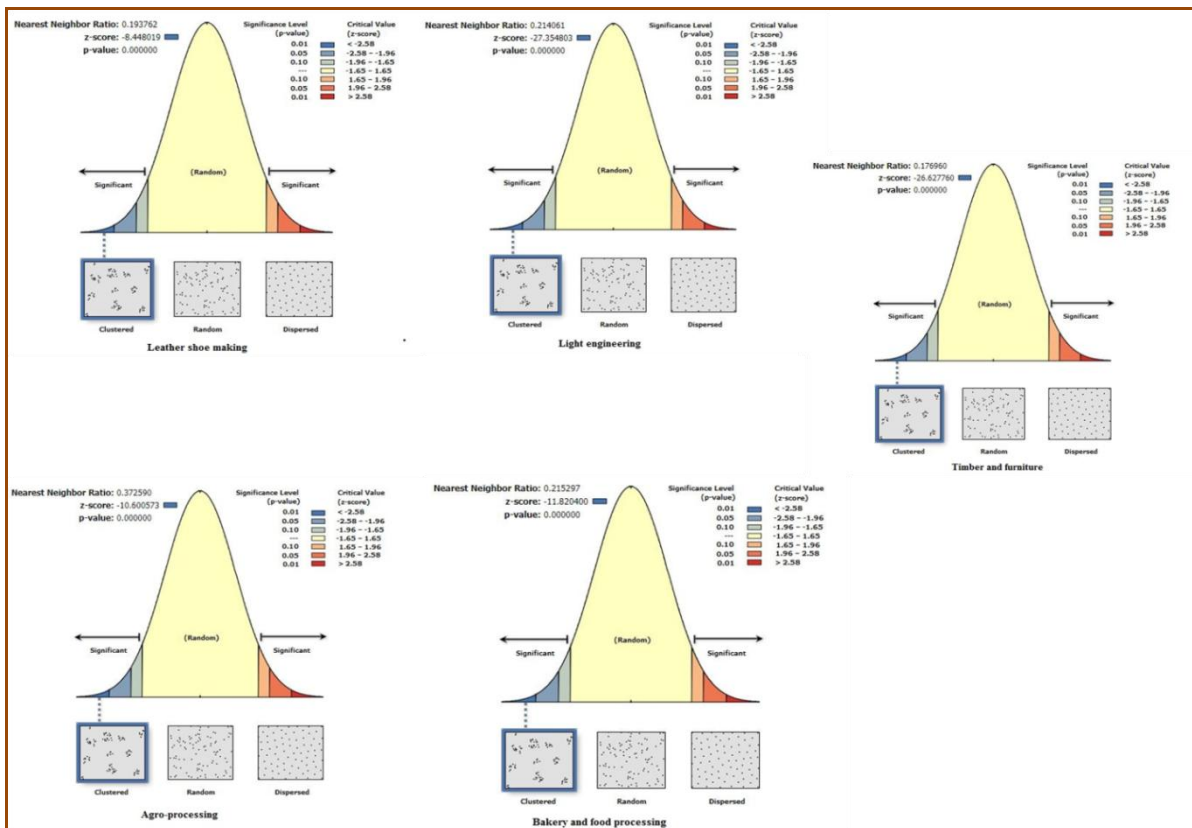 Nearest Neighbor Ratio: 0.193762
z-score: -8.448019
p-value: 0.000000
Significance Level
(p-value)
Critical Value
(z-score)
0.01 < -2.58
0.05 -2.58 – -1.96
0.10 -1.96 – -1.65
--- -1.65 – 1.65
0.10 1.65 – 1.96
0.05 1.96 – 2.58
0.01 > 2.58
(Random)
Significant
Significant
Clustered
Random
Dispersed
Leather shoe making
Nearest Neighbor Ratio: 0.214061
z-score: -27.354803
p-value: 0.000000
Significance Level
(p-value)
Critical Value
(z-score)
0.01 < -2.58
0.05 -2.58 – -1.96
0.10 -1.96 – -1.65
--- -1.65 – 1.65
0.10 1.65 – 1.96
0.05 1.96 – 2.58
0.01 > 2.58
(Random)
Significant
Significant
Clustered
Random
Dispersed
Light engineering
Nearest Neighbor Ratio: 0.176960
z-score: -26.627760
p-value: 0.000000
Significance Level
(p-value)
Critical Value
(z-score)
0.01 < -2.58
0.05 -2.58 – -1.96
0.10 -1.96 – -1.65
--- -1.65 – 1.65
0.10 1.65 – 1.96
0.05 1.96 – 2.58
0.01 > 2.58
(Random)
Significant
Significant
Clustered
Random
Dispersed
Timber and furniture
Nearest Neighbor Ratio: 0.372590
z-score: -10.600573
p-value: 0.000000
Significance Level
(p-value)
Critical Value
(z-score)
0.01 < -2.58
0.05 -2.58 – -1.96
0.10 -1.96 – -1.65
--- -1.65 – 1.65
0.10 1.65 – 1.96
0.05 1.96 – 2.58
0.01 > 2.58
(Random)
Significant
Significant
Clustered
Random
Dispersed
Agro-processing
Nearest Neighbor Ratio: 0.215297
z-score: -11.820400
p-value: 0.000000
Significance Level
(p-value)
Critical Value
(z-score)
0.01 < -2.58
0.05 -2.58 – -1.96
0.10 -1.96 – -1.65
--- -1.65 – 1.65
0.10 1.65 – 1.96
0.05 1.96 – 2.58
0.01 > 2.58
(Random)
Significant
Significant
Clustered
Random
Dispersed
Bakery and food processing